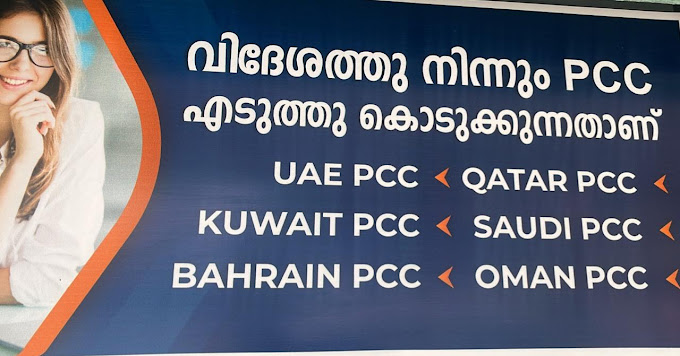 വിദേശത്തു നിന്നും PCC
എടുത്തു കൊടുക്കുന്നതാണ്
UAE PCC < QATAR PCC <
KUWAIT PCC < SAUDI PCC <
BAHRAIN PCC < OMAN PCC <